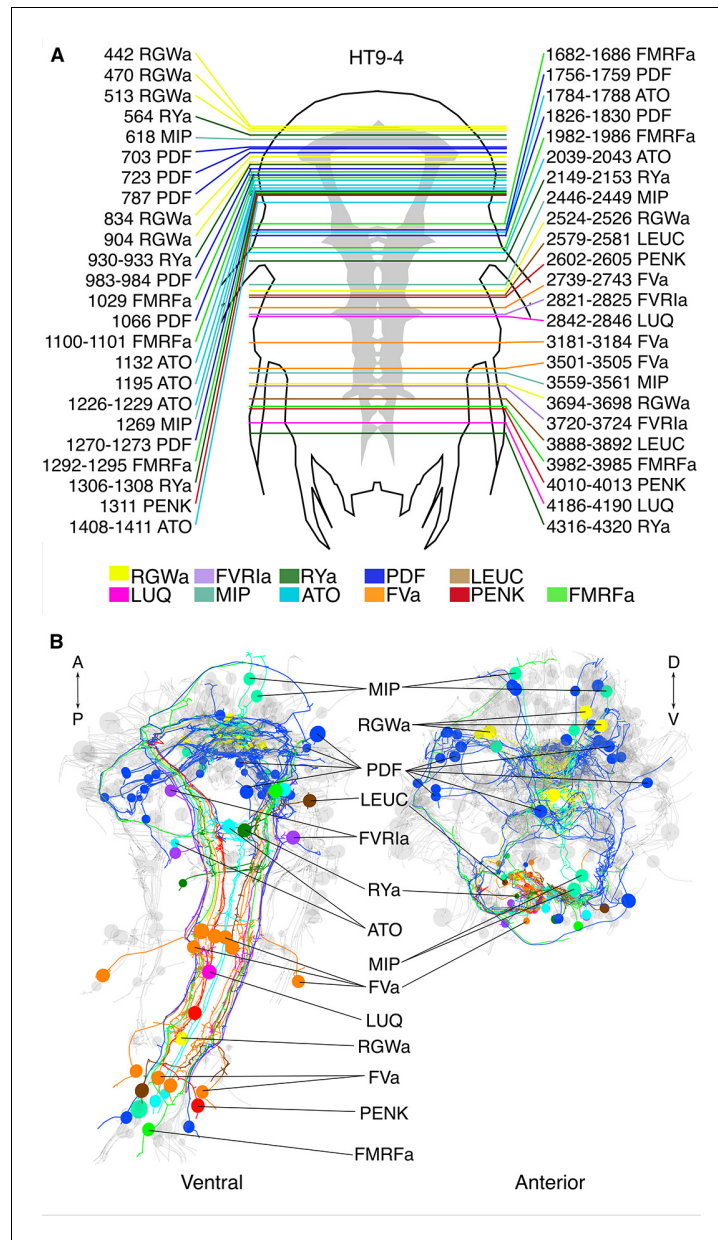 A
HT9-4
442 RGWa
470 RGWa
513 RGWa
564 RYa
618 MIP
703 PDF
723 PDF
787 PDF
834 RGWa
904 RGWa
930-933 RYa
983-984 PDF
1029 FMRFa
1066 PDF
1100-1101 FMRFa
1132 ATO
1195 ATO
1226-1229 ATO
1269 MIP
1270-1273 PDF
1292-1295 FMRFa
1306-1308 RYa
1311 PENK
1408-1411 ATO
1682-1686 FMRFa
1756-1759 PDF
1784-1788 ATO
1826-1830 PDF
1982-1986 FMRFa
2039-2043 ATO
2149-2153 RYa
2446-2449 MIP
2524-2526 RGWa
2579-2581 LEUC
2602-2605 PENK
2739-2743 FVa
2821-2825 FVRIa
2842-2846 LUQ
3181-3184 FVa
3501-3505 FVa
3559-3561 MIP
3694-3698 RGWa
3720-3724 FVRIa
3888-3892 LEUC
3982-3985 FMRFa
4010-4013 PENK
4186-4190 LUQ
4316-4320 RYa
RGWa FVRIa RYa PDF LEUC
LUQ MIP ATO FVa PENK FMRFa
B
A
P
D
V
MIP
RGWa
PDF
LEUC
FVRIa
RYa
ATO
MIP
FVa
LUQ
RGWa
FVa
PENK
FMRFa
Ventral
Anterior